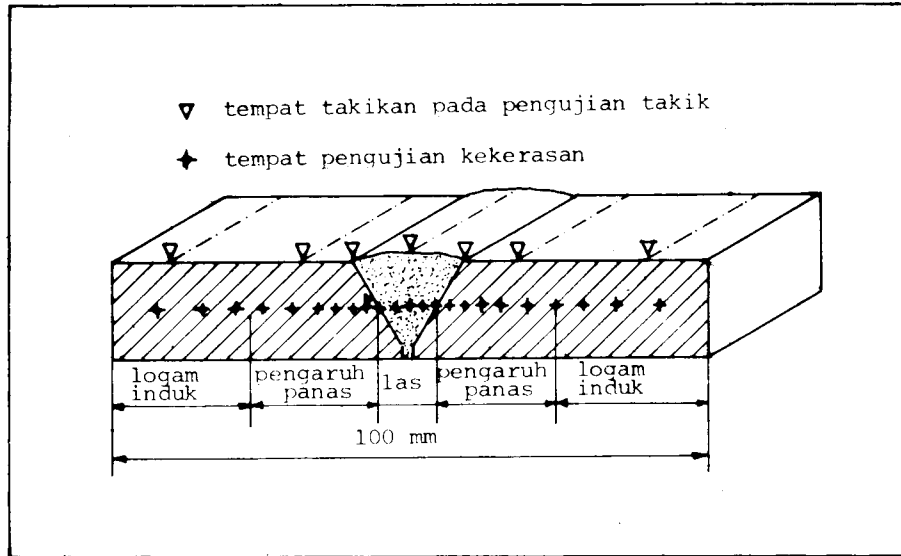 tempat takikan pada pengujian takik
tempat pengujian kekerasan
logam induk
pengaruh panas
las
pengaruh panas
logam induk
100 mm